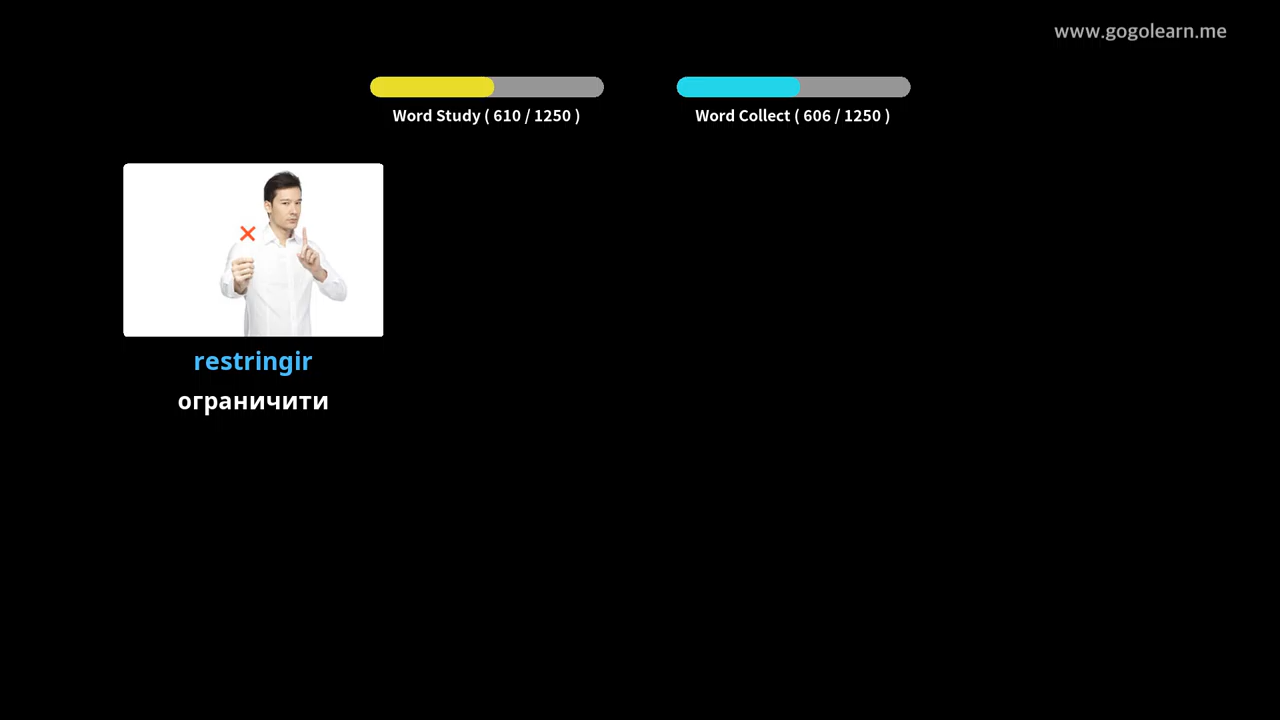 www.gogolearn.me
Word Study ( 610 / 1250 )
Word Collect ( 606 / 1250 )
restringir
ограничити